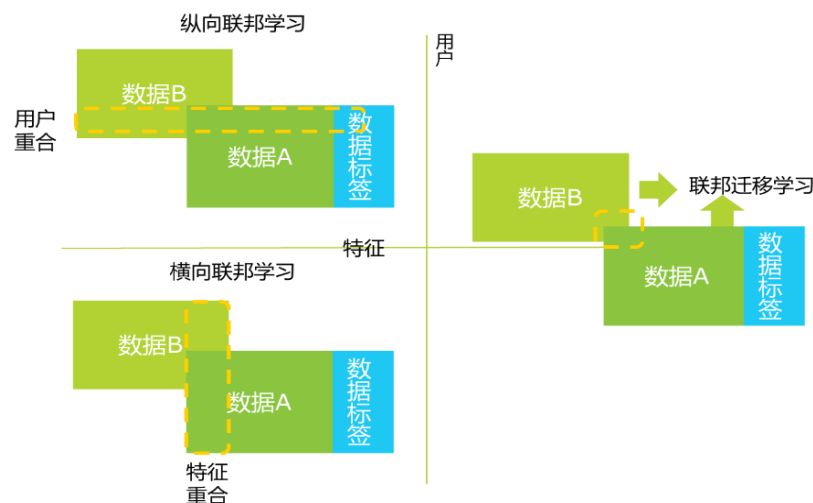 纵向联邦学习
用户
数据B
用户
重合
数据A
数据标签
数据B
联邦迁移学习
特征
数据A
数据标签
横向联邦学习
数据B
数据A
数据标签
特征
重合